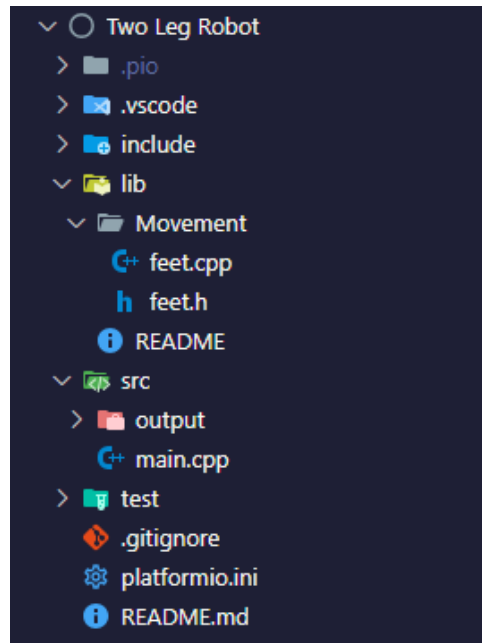 Two Leg Robot
.pio
.vscode
include
lib
Movement
feet.cpp
feet.h
README
src
output
main.cpp
test
.gitignore
platformio.ini
README.md